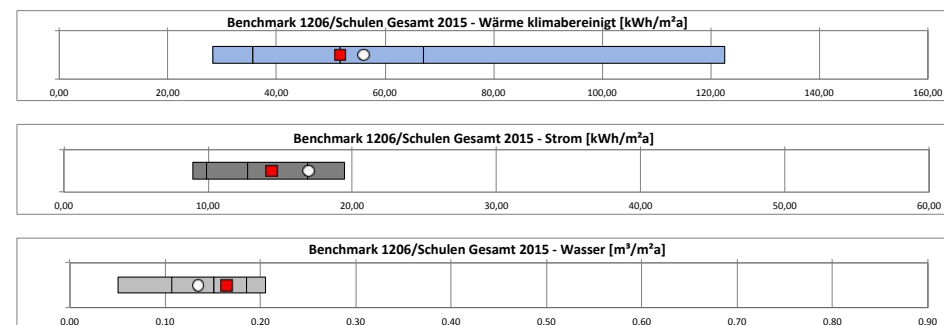 Benchmark 1206/Schulen Gesamt 2015 - Wärme klimabereinigt [kWh/m²a]
0,00 20,00 40,00 60,00 80,00 100,00 120,00 140,00 160,00
Benchmark 1206/Schulen Gesamt 2015 - Strom [kWh/m²a]
0,00 10,00 20,00 30,00 40,00 50,00 60,00
Benchmark 1206/Schulen Gesamt 2015 - Wasser [m³/m²a]
0,00 0,10 0,20 0,30 0,40 0,50 0,60 0,70 0,80 0,90